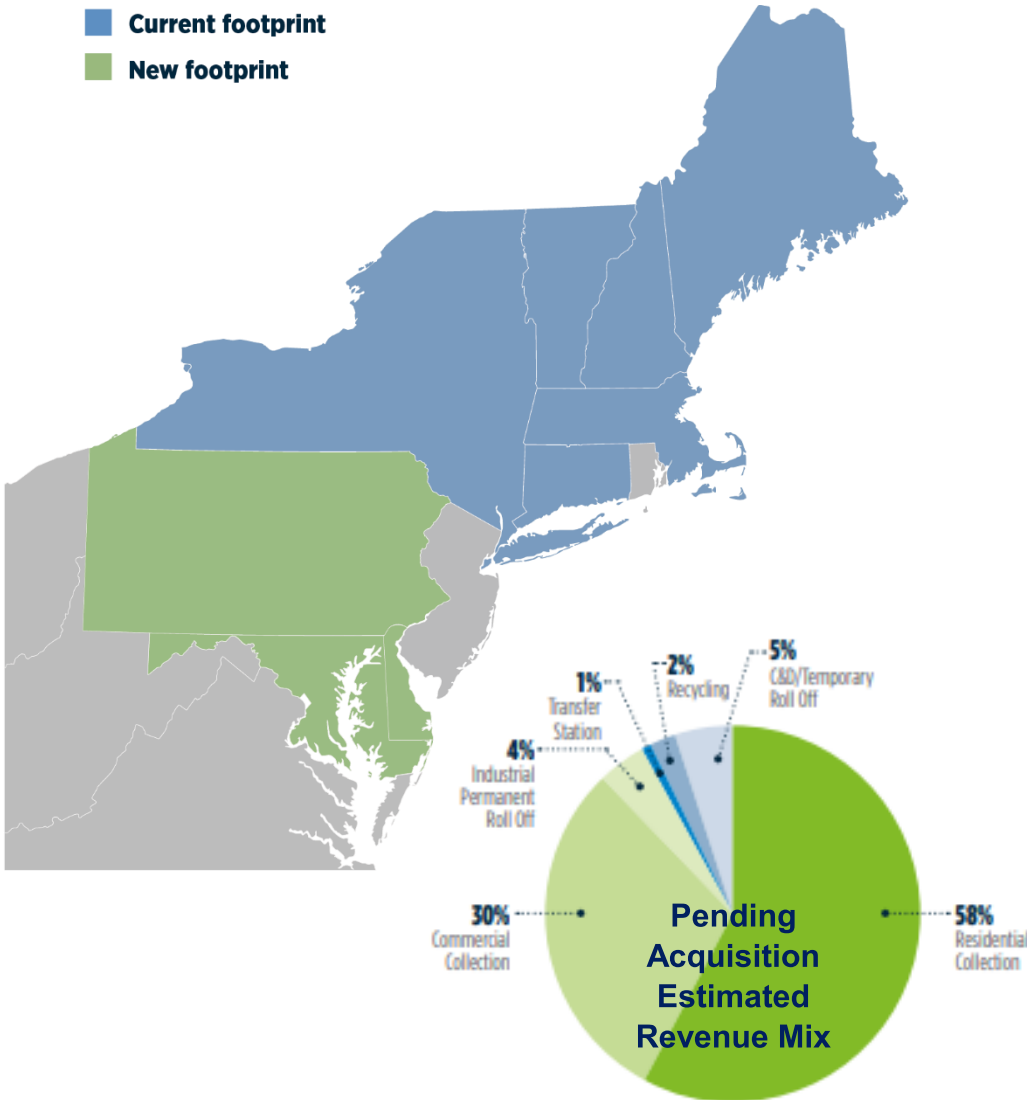 Current footprint
New footprint
5%
C&D/Temporary
Roll Off
2%
Recycling
1%
Transfer
Station
4%
Industrial
Permanent
Roll Off
30%
Commercial
Collection
58%
Residential
Collection
Pending
Acquisition
Estimated
Revenue Mix